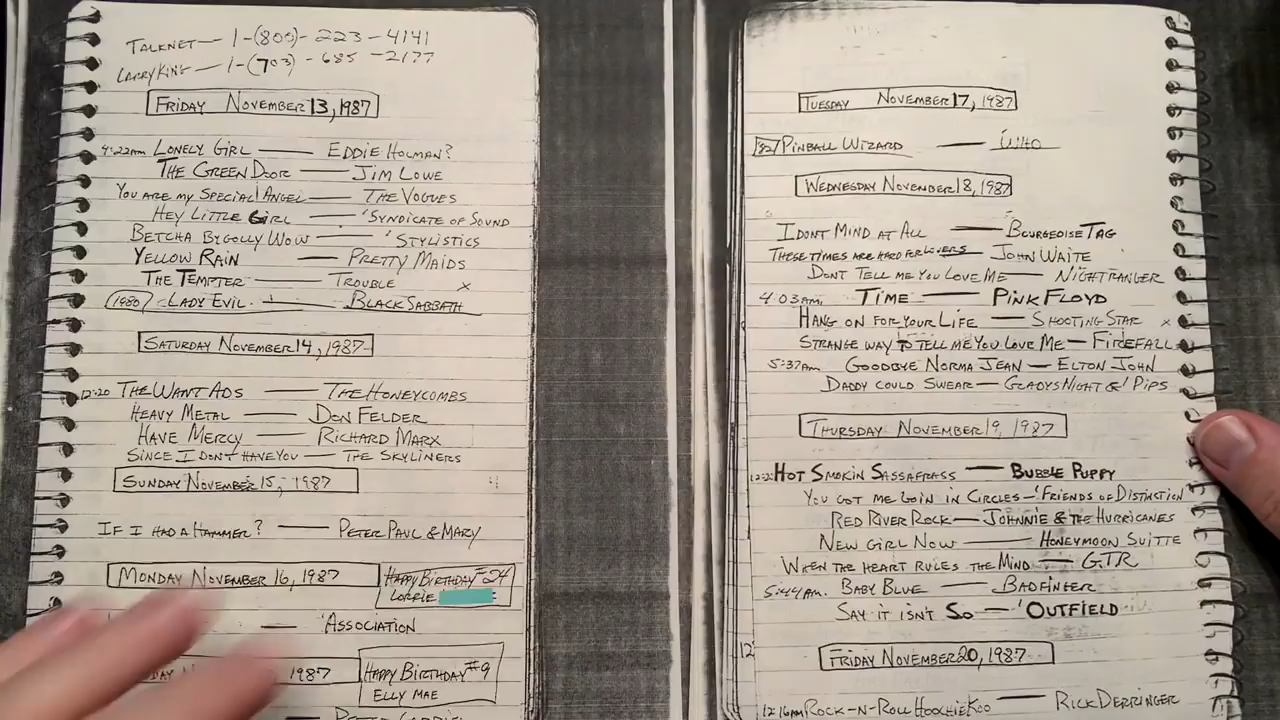 TALKNET — 1-(800)-223-4141
LARRY KING — 1-(703)-685-2177
FRIDAY NOVEMBER 13, 1987
4:22AM LONELY GIRL — EDDIE HOLMAN?
THE GREEN DOOR — JIM LOWE
YOU ARE MY SPECIAL ANGEL — THE VOGUES
HEY LITTLE GIRL — 'SYNDICATE OF SOUND
BETCHA BY GOLLY WOW — 'STYLISTICS
YELLOW RAIN — PRETTY MAIDS
THE TEMPTER — TROUBLE x
(1980) LADY EVIL — BLACK SABBATH
SATURDAY NOVEMBER 14, 1987
12:20 THE WANT ADS — THE HONEYCOMBS
HEAVY METAL — DON FELDER
HAVE MERCY — RICHARD MARX
SINCE I DONT HAVE YOU — THE SKYLINERS
SUNDAY NOVEMBER 15, 1987
IF I HAD A HAMMER? — PETER PAUL & MARY
MONDAY NOVEMBER 16, 1987
HAPPY BIRTHDAY #24
LORRIE
— 'ASSOCIATION
1987
HAPPY BIRTHDAY #9
ELLY MAE
PETER
TUESDAY NOVEMBER 17, 1987
PINBALL WIZARD — WHO
WEDNESDAY NOVEMBER 18, 1987
I DONT MIND AT ALL — BOURGEOISE TAG
THESE TIMES ARE HARD FOR LOVERS — JOHN WAITE
DONT TELL ME YOU LOVE ME — NIGHTRANGER
4:03AM. TIME — PINK FLOYD
HANG ON FOR YOUR LIFE — SHOOTING STAR x
STRANGE WAY TO TELL ME YOU LOVE ME — FIREFALL
5:37AM GOODBYE NORMA JEAN — ELTON JOHN
DADDY COULD SWEAR — GLADYS NIGHT & ' PIPS
THURSDAY NOVEMBER 19, 1987
HOT SMOKIN SASSAFRASS — BUBBLE PUPPY
YOU GOT ME GOIN IN CIRCLES — 'FRIENDS OF DISTINCTION
RED RIVER ROCK — JOHNNIE & THE HURRICANES
NEW GIRL NOW — HONEYMOON SUITTE
WHEN THE HEART RULES THE MIND — GTR
5:44AM. BABY BLUE — BADFINGER
SAY IT ISN'T SO — 'OUTFIELD
FRIDAY NOVEMBER 20, 1987
12:16AM ROCK-N-ROLL HOOCHIE KOO — RICK DERRINGER